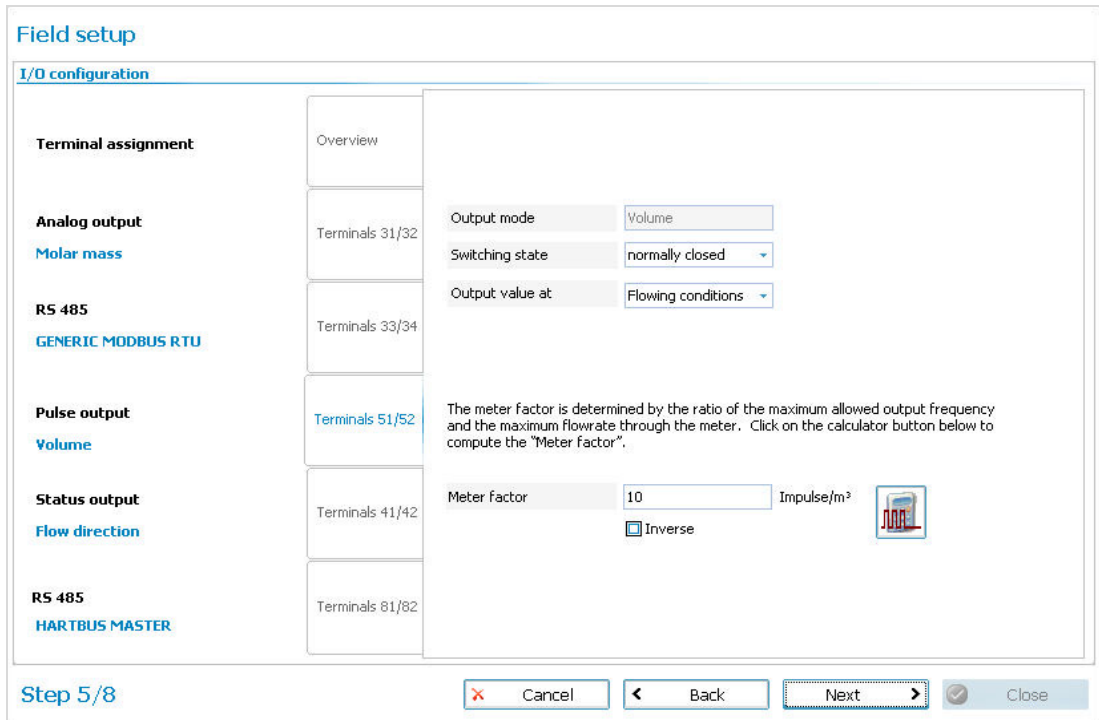 Field setup
I/O configuration
Terminal assignment
Overview
Analog output
Molar mass
Terminals 31/32
RS 485
GENERIC MODBUS RTU
Terminals 33/34
Pulse output
Volume
Terminals 51/52
Status output
Flow direction
Terminals 41/42
RS 485
HARTBUS MASTER
Terminals 81/82
Output mode
Volume
Switching state
normally closed
Output value at
Flowing conditions
The meter factor is determined by the ratio of the maximum allowed output frequency
and the maximum flowrate through the meter. Click on the calculator button below to
compute the "Meter factor".
Meter factor
10
Impulse/m³
Inverse
Step 5/8
Cancel
Back
Next
Close